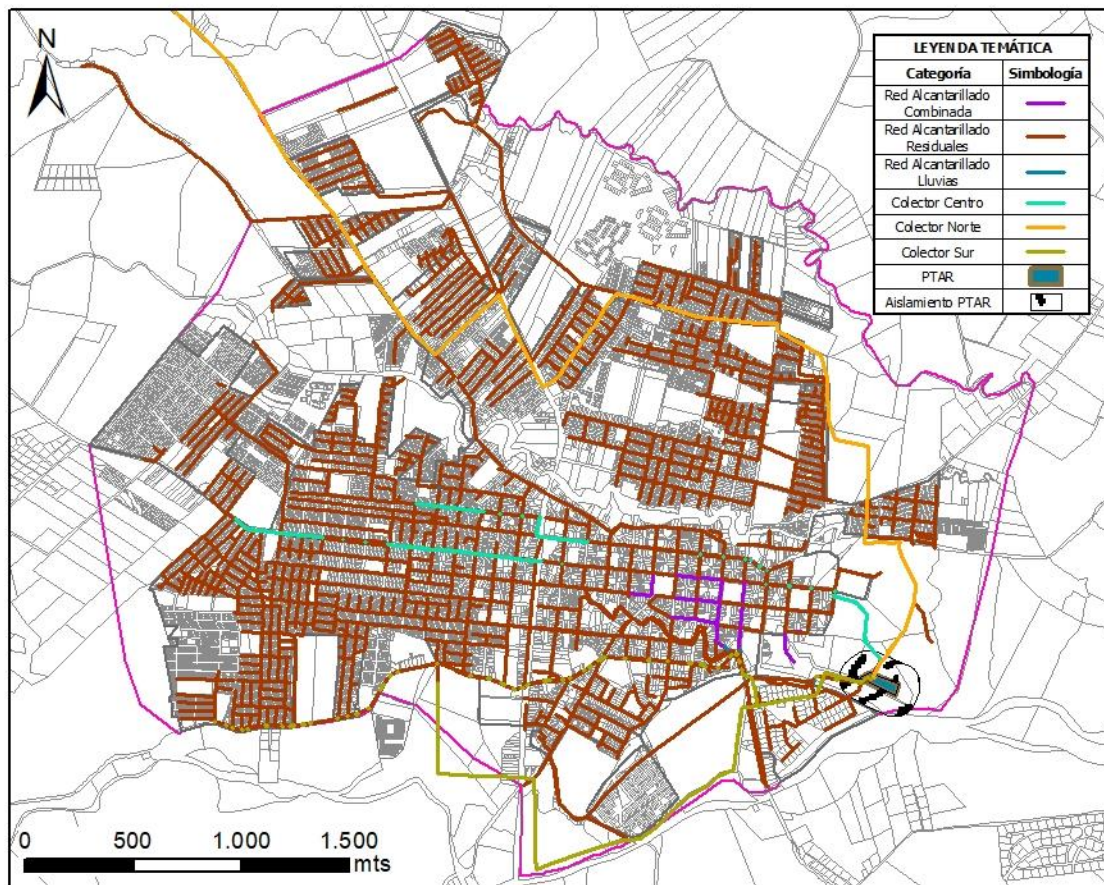 N
LEYENDA TEMÁTICA
Categoría Simbología
Red Alcantarillado
Combinada
Red Alcantarillado
Residuales
Red Alcantarillado
Lluvias
Colector Centro
Colector Norte
Colector Sur
PTAR
Aislamiento PTAR
0 500 1.000 1.500
mts